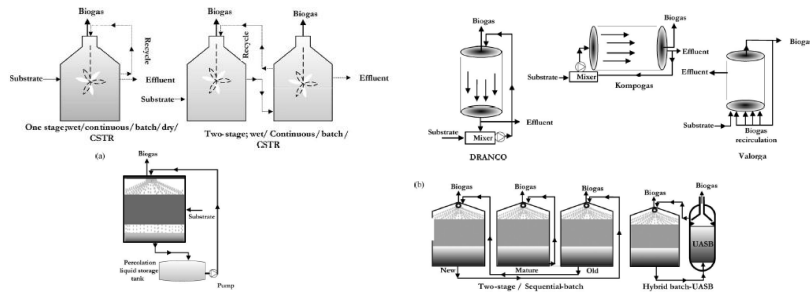 Biogas
Recycle
Substrate
Effluent
One stage;wet/continuous/batch/dry/
CSTR
(a)
Biogas
Recycle
Biogas
Substrate
Effluent
Two-stage; wet/ Continuous/ batch/
CSTR
Biogas
Substrate
Percolation
liquid storage
tank
Pump
Biogas
Substrate
Mixer
Effluent
DRANCO
Biogas
Effluent
Substrate
Mixer
Kompogas
Biogas
Effluent
Substrate
Biogas
recirculation
Valorga
(b)
Biogas
Biogas
Biogas
New
Mature
Old
Two-stage / Sequential-batch
Biogas
Biogas
UASB
Hybrid batch-UASB